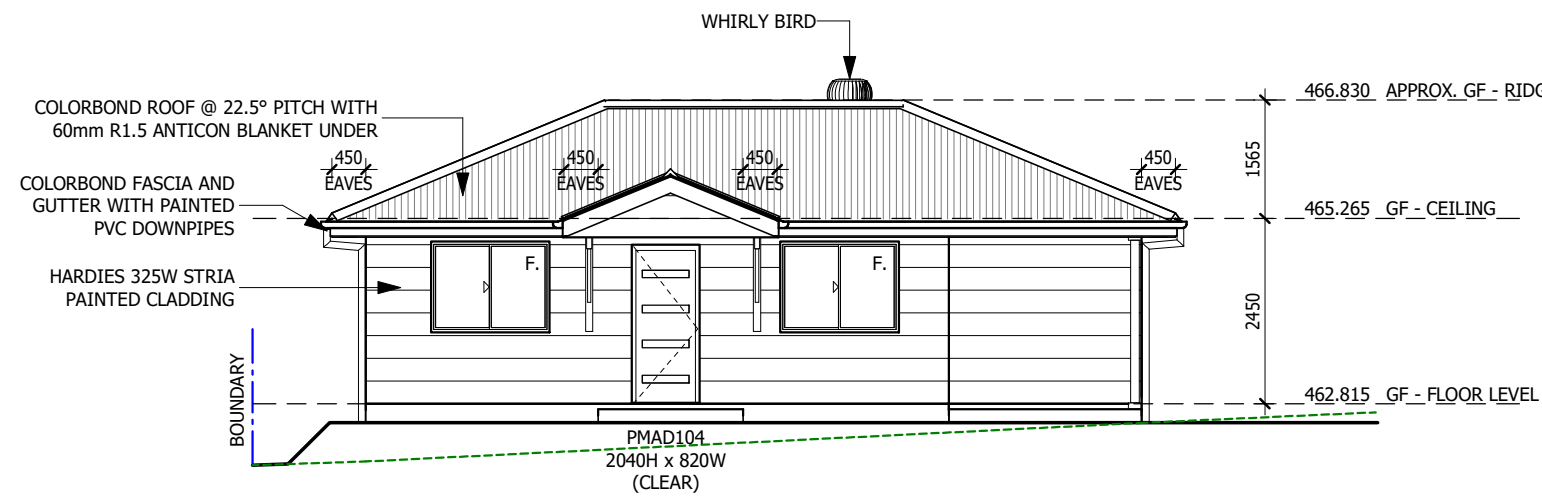 WHIRLY BIRD
COLORBOND ROOF @ 22.5° PITCH WITH
60mm R1.5 ANTICON BLANKET UNDER
466.830 APPROX. GF - RIDG
450
EAVES
450
EAVES
450
EAVES
450
EAVES
1565
COLORBOND FASCIA AND
GUTTER WITH PAINTED
PVC DOWNPIPES
465.265 GF - CEILING
HARDIES 325W STRIA
PAINTED CLADDING
F.
F.
2450
BOUNDARY
462.815 GF - FLOOR LEVEL
PMAD104
2040H x 820W
(CLEAR)